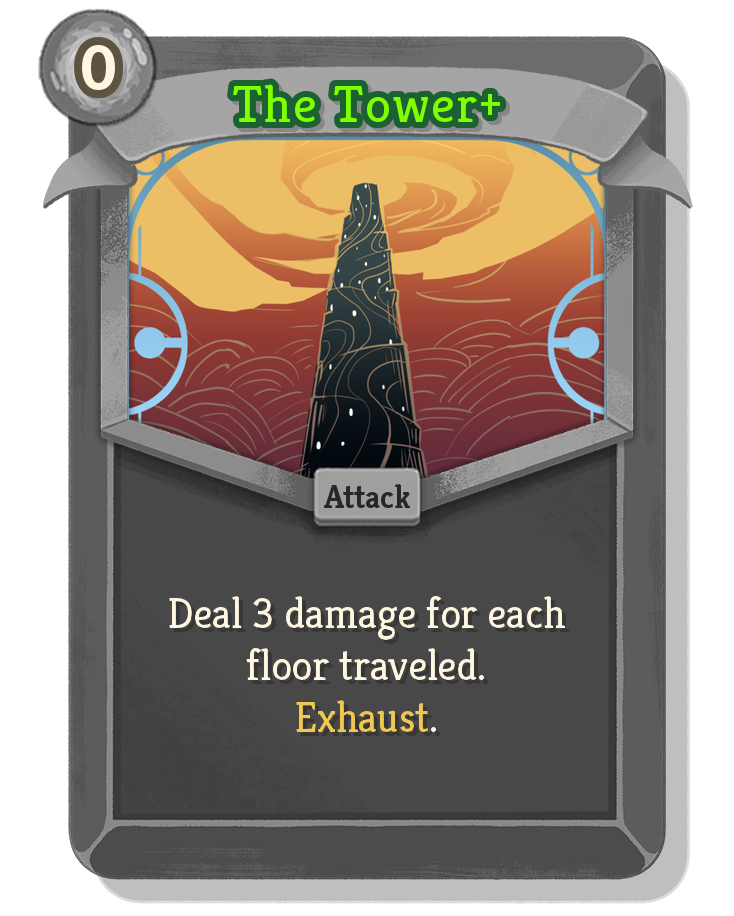 0
The Tower+
Attack
Deal 3 damage for each
floor traveled.
Exhaust.